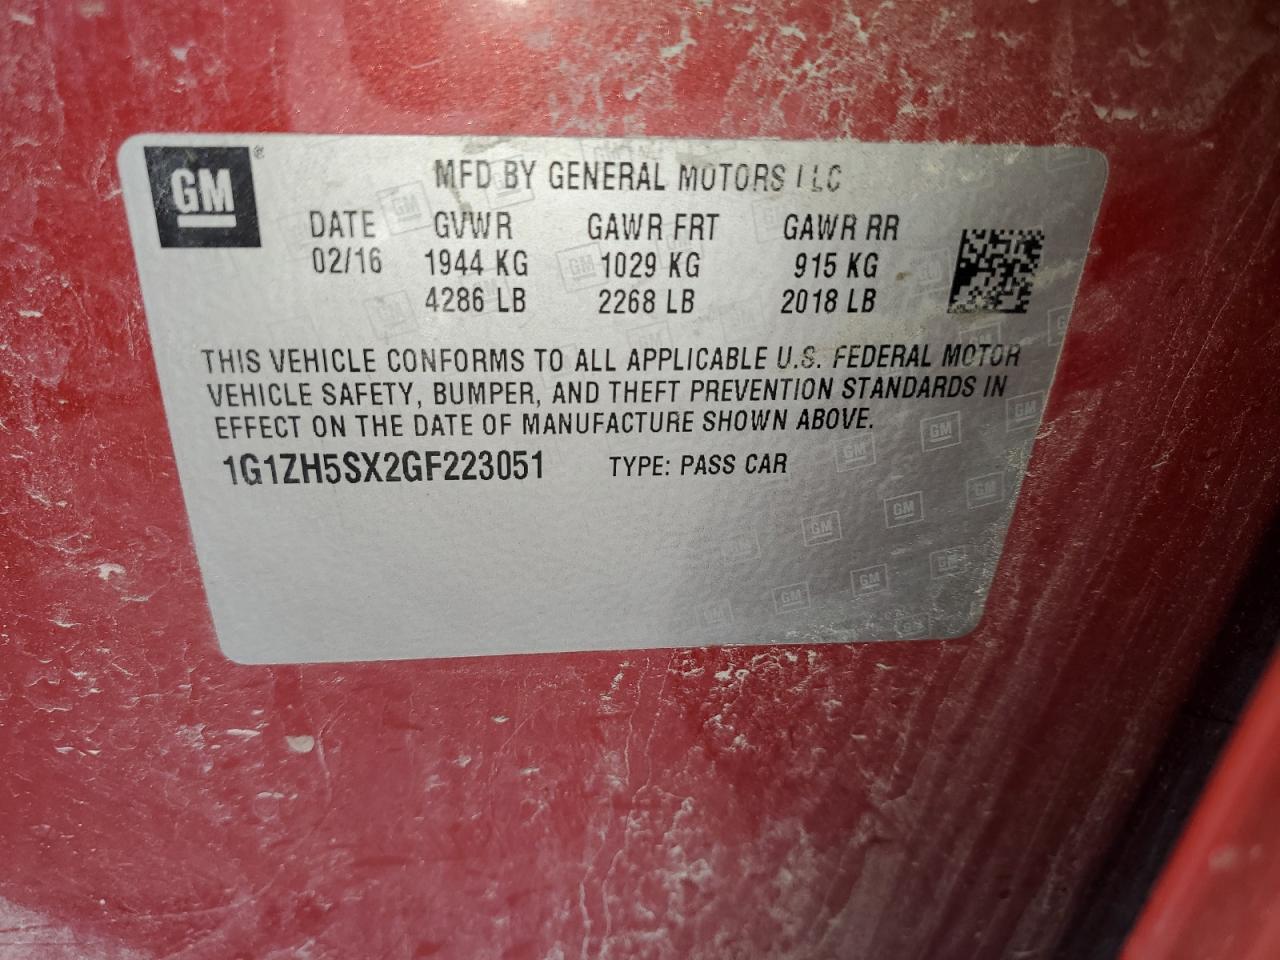 GM ®
MFD BY GENERAL MOTORS LLC
DATE GVWR GAWR FRT GAWR RR
02/16 1944 KG 1029 KG 915 KG
4286 LB 2268 LB 2018 LB
THIS VEHICLE CONFORMS TO ALL APPLICABLE U.S. FEDERAL MOTOR
VEHICLE SAFETY, BUMPER, AND THEFT PREVENTION STANDARDS IN
EFFECT ON THE DATE OF MANUFACTURE SHOWN ABOVE.
1G1ZH5SX2GF223051 TYPE: PASS CAR